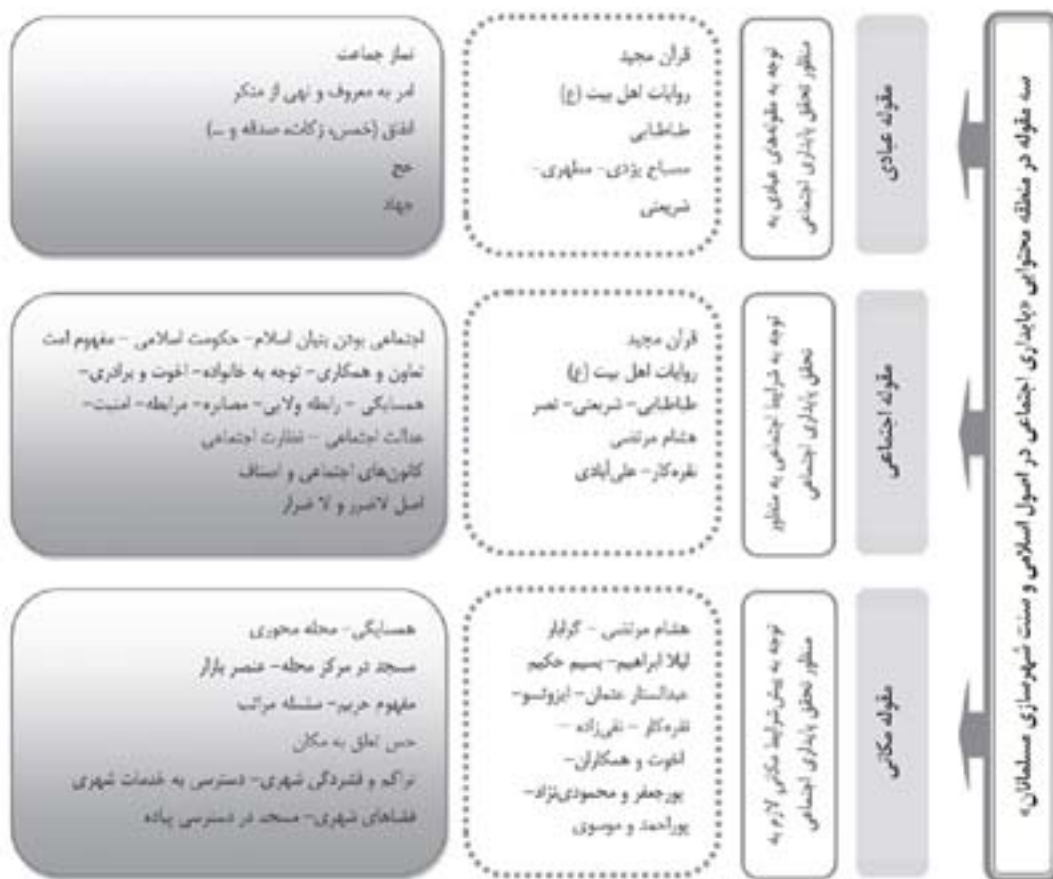 سه مقوله در منطقه محتوایی «پایداری اجتماعی در اصول اسلامی و سنت شهرسازی مسلمانان»
مقوله عبادی
توجه به مقوله‌های عبادی به
منظور تحقق پایداری اجتماعی
قرآن مجید
روایات اهل بیت (ع)
طباطبایی
مصباح یزدی- مطهری-
شریعتی
نماز جماعت
امر به معروف و نهی از منکر
انفاق (خمس، زکات، صدقه و ...)
حج
جهاد
مقوله اجتماعی
توجه به شرایط اجتماعی به منظور
تحقق پایداری اجتماعی
قرآن مجید
روایات اهل بیت (ع)
طباطبایی- شریعتی- نصر
هشام مرتضی
نقره‌کار- علی‌آبادی
اجتماعی بودن بنیان اسلام- حکومت اسلامی - مفهوم امت
تعاون و همکاری- توجه به خانواده- اخوت و برادری-
همسایگی - رابطه ولایی- مصابره- مرابطه- امنیت-
عدالت اجتماعی - نظارت اجتماعی
کانون‌های اجتماعی و اصناف
اصل لاضرر و لا ضرار
مقوله مکانی
توجه به پیش‌شرایط مکانی لازم به
منظور تحقق پایداری اجتماعی
هشام مرتضی - گرابار
لیلا ابراهیم- بسیم حکیم
عبدالستار عثمان- ایزوتسو-
نقره‌کار - نقی‌زاده -
اخوت و همکاران-
پورجعفر و محمودی‌نژاد-
پوراحمد و موسوی
همسایگی- محله محوری
مسجد در مرکز محله- عنصر بازار
مفهوم حریم- سلسله مراتب
حس تعلق به مکان
تراکم و فشردگی شهری- دسترسی به خدمات شهری
فضاهای شهری- مسجد در دسترسی پیاده